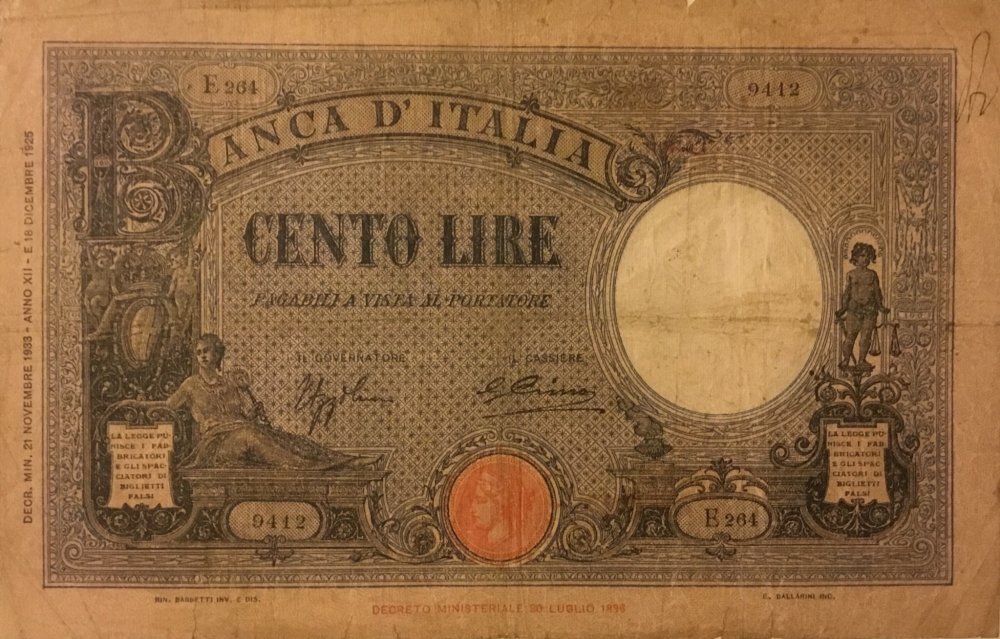 E 264
9412
BANCA D'ITALIA
CENTO LIRE
PAGABILI A VISTA AL PORTATORE
IL GOVERNATORE
IL CASSIERE
DECR. MIN. 21 NOVEMBRE 1933 - ANNO XII - E 18 DICEMBRE 1925
LA LEGGE PU-
NISCE I FAB
BRICATORI
E GLI SPAC
CIATORI DI
BIGLIETTI
FALSI
LA LEGGE PU-
NISCE I FAB
BRICATORI
E GLI SPAC
CIATORI DI
BIGLIETTI
FALSI
9412
E 264
RIN. BARBETTI INV. E DIS.
E. BALLARINI INC.
DECRETO MINISTERIALE 30 LUGLIO 1896